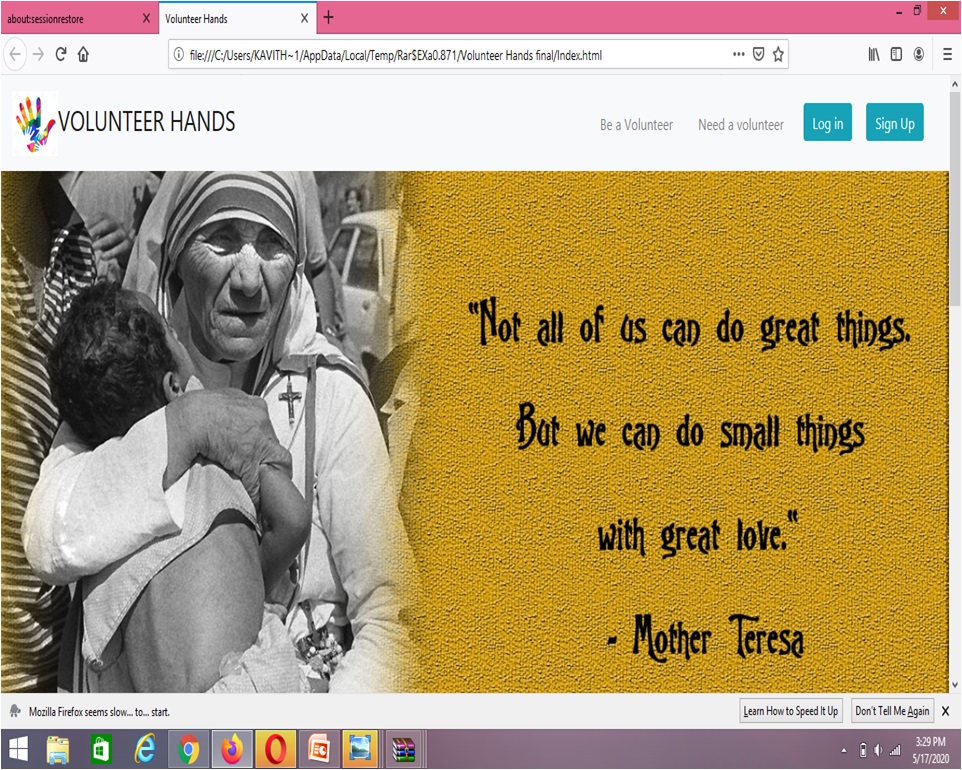 about:sessionrestore
Volunteer Hands
file:///C:/Users/KAVITH~1/AppData/Local/Temp/Rar$EXa0.871/Volunteer Hands final/Index.html
VOLUNTEER HANDS
Be a Volunteer
Need a volunteer
Log in
Sign Up
"Not all of us can do great things.
But we can do small things
with great love."
- Mother Teresa
Mozilla Firefox seems slow... to... start.
Learn How to Speed It Up
Don't Tell Me Again
3:29 PM
5/17/2020